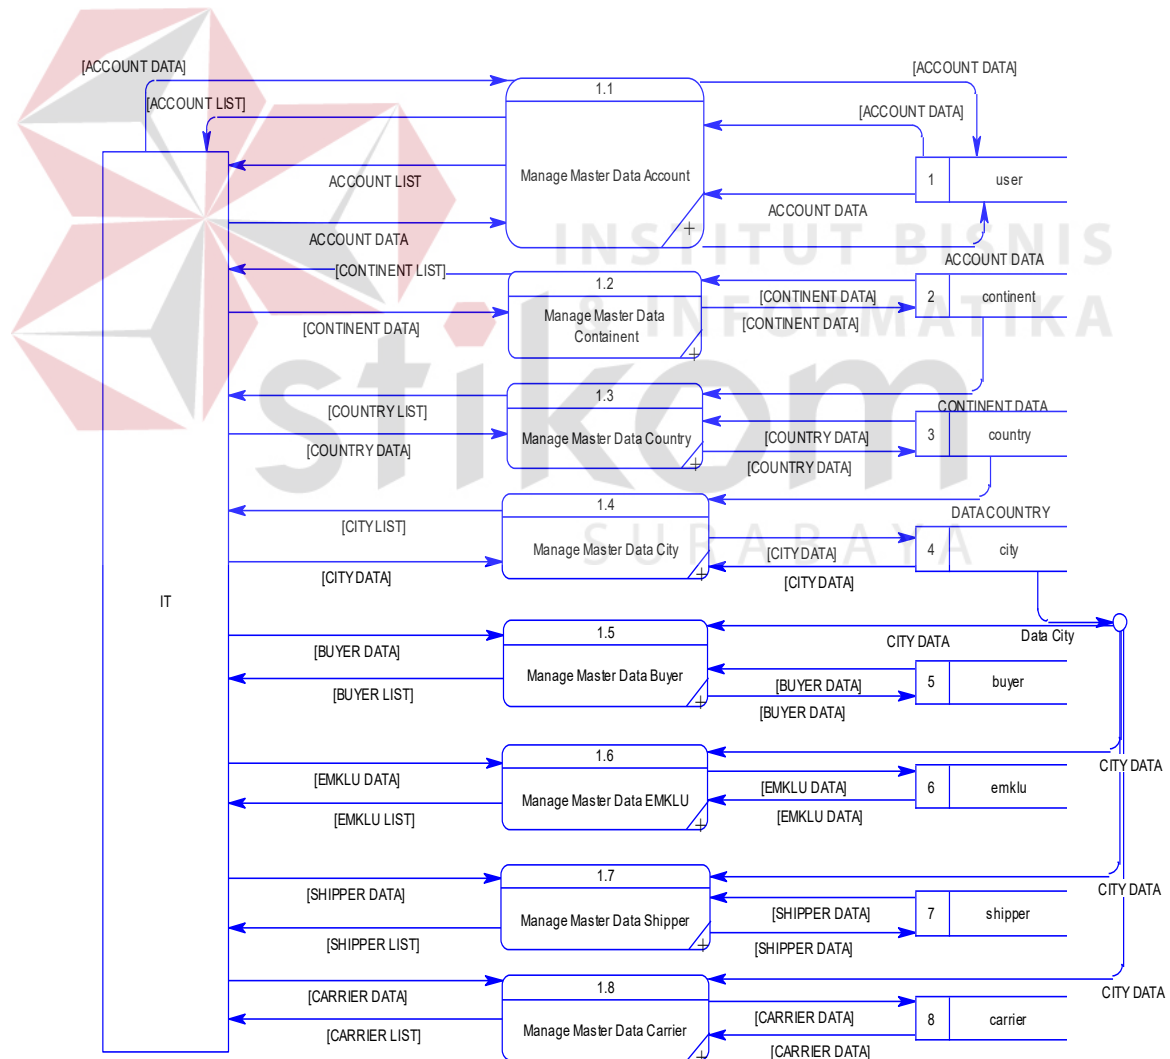 [ACCOUNT DATA]
[ACCOUNT DATA]
1.1
[ACCOUNT LIST]
[ACCOUNT DATA]
Manage Master Data Account
1
user
ACCOUNT LIST
ACCOUNT DATA
ACCOUNT DATA
INSTITUT BISNIS
ACCOUNT DATA
[CONTINENT LIST]
1.2
[CONTINENT DATA]
2
continent
Manage Master Data
Containent
[CONTINENT DATA]
[CONTINENT DATA]
& INFORMATIKA
stikom
1.3
[COUNTRY LIST]
CONTINENT DATA
Manage Master Data Country
[COUNTRY DATA]
3
country
[COUNTRY DATA]
[COUNTRY DATA]
1.4
DATA COUNTRY
[CITY LIST]
SURABAYA
Manage Master Data City
[CITY DATA]
4
city
[CITY DATA]
[CITY DATA]
IT
1.5
Data City
CITY DATA
[BUYER DATA]
Manage Master Data Buyer
[BUYER DATA]
5
buyer
[BUYER LIST]
[BUYER DATA]
1.6
CITY DATA
[EMKLU DATA]
[EMKLU DATA]
6
emklu
Manage Master Data EMKLU
[EMKLU LIST]
[EMKLU DATA]
1.7
CITY DATA
[SHIPPER DATA]
[SHIPPER DATA]
7
shipper
Manage Master Data Shipper
[SHIPPER LIST]
[SHIPPER DATA]
1.8
CITY DATA
[CARRIER DATA]
[CARRIER DATA]
8
carrier
Manage Master Data Carrier
[CARRIER LIST]
[CARRIER DATA]